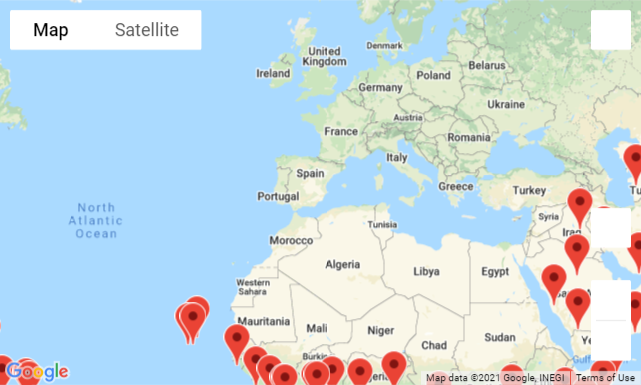 Map
Satellite
Denmark
United
Kingdom
Ireland
Belarus
Poland
Germany
Ukraine
France
Austria
Romania
Italy
Spain
Portugal
Greece
Turkey
North
Atlantic
Ocean
Tunisia
Syria
Iraq
Morocco
Algeria
Libya
Egypt
Western
Sahara
Mauritania
Mali
Niger
Chad
Sudan
Google
Map data ©2021 Google, INEGI
Terms of Use